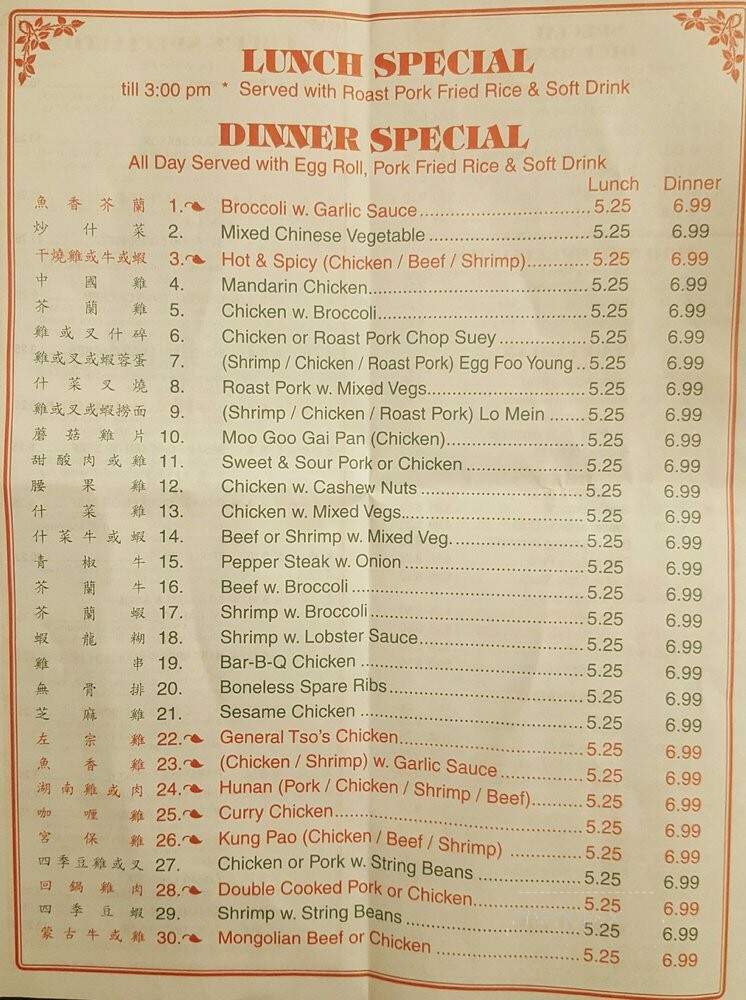 LUNCH SPECIAL
till 3:00 pm * Served with Roast Pork Fried Rice & Soft Drink
DINNER SPECIAL
All Day Served with Egg Roll, Pork Fried Rice & Soft Drink
Lunch Dinner
魚香芥蘭 1. Broccoli w. Garlic Sauce 5.25 6.99
炒什菜 2. Mixed Chinese Vegetable 5.25 6.99
干燒雞或牛或蝦 3. Hot & Spicy (Chicken / Beef / Shrimp) 5.25 6.99
中國雞 4. Mandarin Chicken 5.25 6.99
芥蘭雞 5. Chicken w. Broccoli 5.25 6.99
雞或叉什碎 6. Chicken or Roast Pork Chop Suey 5.25 6.99
雞或叉或蝦蓉蛋 7. (Shrimp / Chicken / Roast Pork) Egg Foo Young 5.25 6.99
什菜叉燒 8. Roast Pork w. Mixed Vegs. 5.25 6.99
雞或叉或蝦撈面 9. (Shrimp / Chicken / Roast Pork) Lo Mein 5.25 6.99
蘑菇雞片 10. Moo Goo Gai Pan (Chicken) 5.25 6.99
甜酸肉或雞 11. Sweet & Sour Pork or Chicken 5.25 6.99
腰果雞 12. Chicken w. Cashew Nuts 5.25 6.99
什菜雞 13. Chicken w. Mixed Vegs. 5.25 6.99
什菜牛或蝦 14. Beef or Shrimp w. Mixed Veg. 5.25 6.99
青椒牛 15. Pepper Steak w. Onion 5.25 6.99
芥蘭牛 16. Beef w. Broccoli 5.25 6.99
芥蘭蝦 17. Shrimp w. Broccoli 5.25 6.99
蝦龍糊 18. Shrimp w. Lobster Sauce 5.25 6.99
雞串 19. Bar-B-Q Chicken 5.25 6.99
無骨排 20. Boneless Spare Ribs 5.25 6.99
芝麻雞 21. Sesame Chicken 5.25 6.99
左宗雞 22. General Tso's Chicken 5.25 6.99
魚香雞 23. (Chicken / Shrimp) w. Garlic Sauce 5.25 6.99
湖南雞或肉 24. Hunan (Pork / Chicken / Shrimp / Beef) 5.25 6.99
咖喱雞 25. Curry Chicken 5.25 6.99
宮保雞 26. Kung Pao (Chicken / Beef / Shrimp) 5.25 6.99
四季豆雞或叉 27. Chicken or Pork w. String Beans 5.25 6.99
回鍋雞肉 28. Double Cooked Pork or Chicken 5.25 6.99
四季豆蝦 29. Shrimp w. String Beans 5.25 6.99
蒙古牛或雞 30. Mongolian Beef or Chicken 5.25 6.99